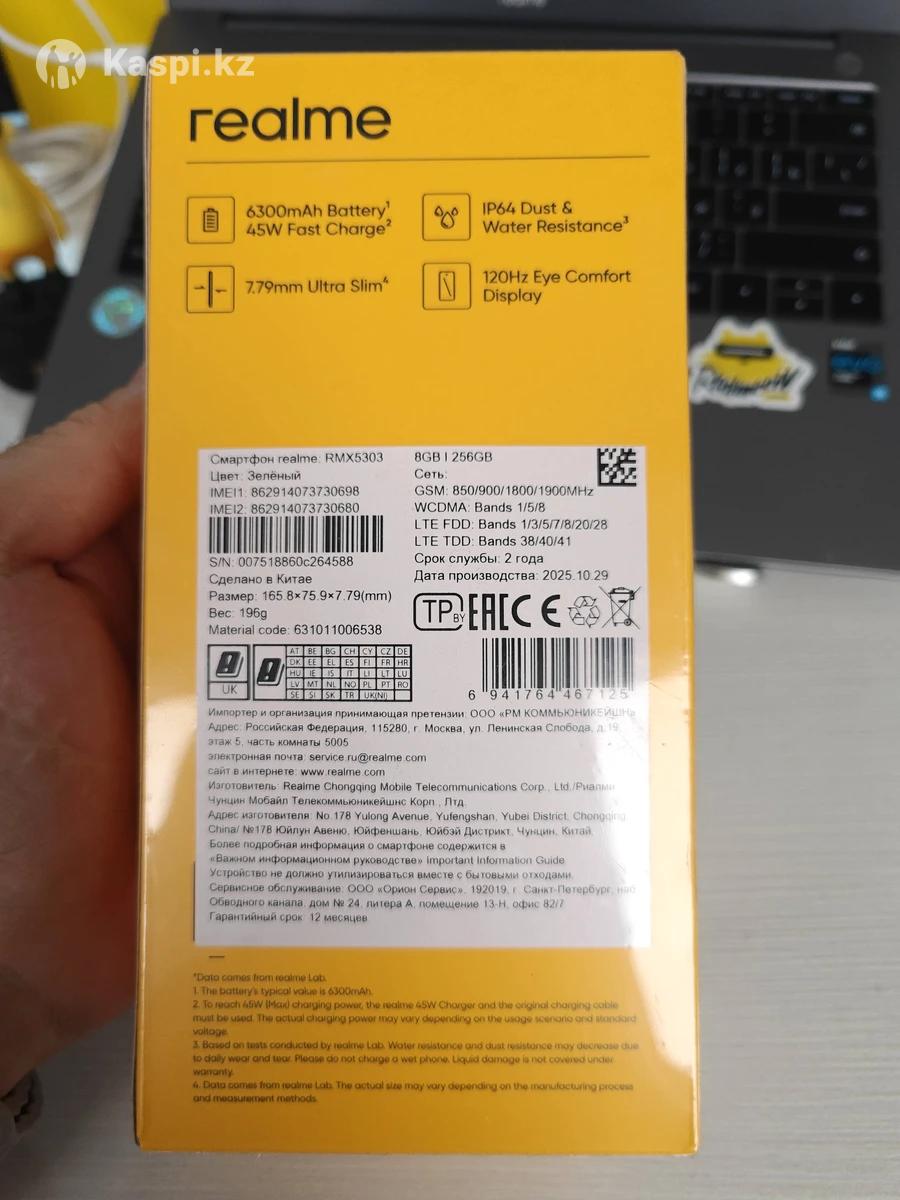 Kaspi.kz
realme
6300mAh Battery¹
45W Fast Charge²
IP64 Dust &
Water Resistance³
7.79mm Ultra Slim⁴
120Hz Eye Comfort
Display
Смартфон realme: RMX5303
Цвет: Зелёный
IMEI1: 862914073730698
IMEI2: 862914073730680
S/N: 007518860c264588
Сделано в Китае
Размер: 165.8×75.9×7.79(mm)
Вес: 196g
Material code: 631011006538
8GB | 256GB
Сеть:
GSM: 850/900/1800/1900MHz
WCDMA: Bands 1/5/8
LTE FDD: Bands 1/3/5/7/8/20/28
LTE TDD: Bands 38/40/41
Срок службы: 2 года
Дата производства: 2025.10.29
TP BY EAC CE
UK
AT BE BG CH CY CZ DE
DK EE EL ES FI FR HR
HU IE IS IT LI LT LU
LV MT NL NO PL PT RO
SE SI SK TR UK(NI)
6 941764 467125
Импортер и организация принимающая претензии: ООО «РМ КОММЬЮНИКЕЙШН»
Адрес: Российская Федерация, 115280, г. Москва, ул. Ленинская Слобода, д.19,
этаж 5, часть комнаты 5005
электронная почта: service.ru@realme.com
сайт в интернете: www.realme.com
Изготовитель: Realme Chongqing Mobile Telecommunications Corp., Ltd./Риалми
Чунцин Мобайл Телекоммьюникейшнс Корп., Лтд.
Адрес изготовителя: No.178 Yulong Avenue, Yufengshan, Yubei District, Chongqing,
China/ №178 Юйлун Авеню, Юйфеншань, Юйбэй Дистрикт, Чунцин, Китай.
Более подробная информация о смартфоне содержится в
«Важном информационном руководстве» Important Information Guide
Устройство не должно утилизироваться вместе с бытовыми отходами.
Сервисное обслуживание: ООО «Орион Сервис», 192019, г. Санкт-Петербург, наб
Обводного канала, дом № 24, литера А, помещение 13-Н, офис 82/7
Гарантийный срок: 12 месяцев
*Data comes from realme Lab.
1. The battery's typical value is 6300mAh.
2. To reach 45W (Max) charging power, the realme 45W Charger and the original charging cable
must be used. The actual charging power may vary depending on the usage scenario and standard
voltage.
3. Based on tests conducted by realme Lab. Water resistance and dust resistance may decrease due
to daily wear and tear. Please do not charge a wet phone. Liquid damage is not covered under
warranty.
4. Data comes from realme Lab. The actual size may vary depending on the manufacturing process
and measurement methods.